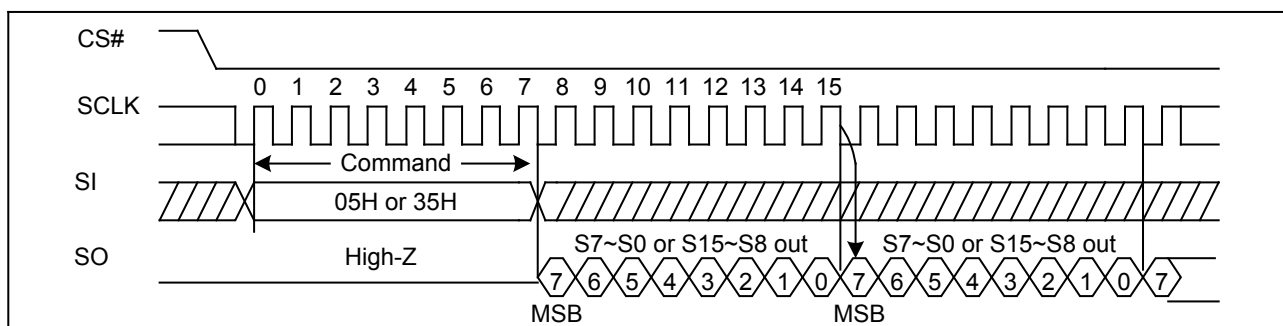 CS#
0 1 2 3 4 5 6 7 8 9 10 11 12 13 14 15
SCLK
Command
SI
05H or 35H
S7~S0 or S15~S8 out S7~S0 or S15~S8 out
SO
High-Z
7 6 5 4 3 2 1 0 7 6 5 4 3 2 1 0 7
MSB MSB